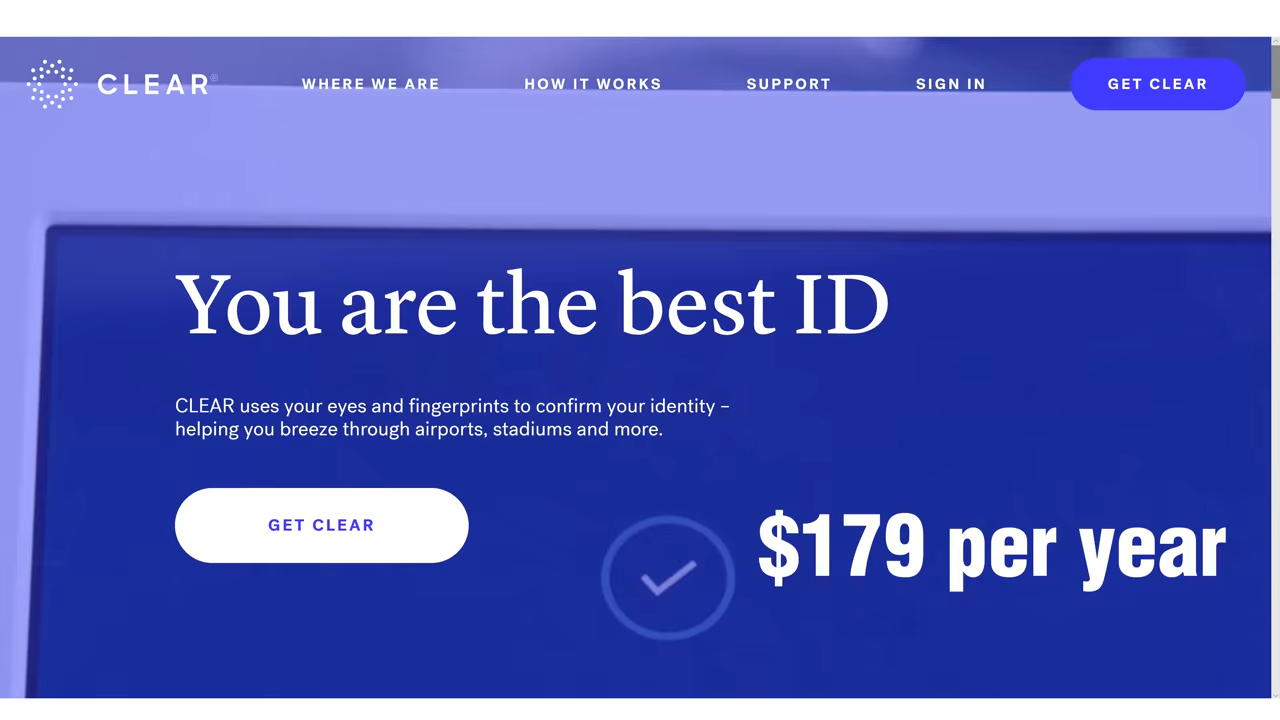 CLEAR®
WHERE WE ARE
HOW IT WORKS
SUPPORT
SIGN IN
GET CLEAR
You are the best ID
CLEAR uses your eyes and fingerprints to confirm your identity –
helping you breeze through airports, stadiums and more.
GET CLEAR
$179 per year